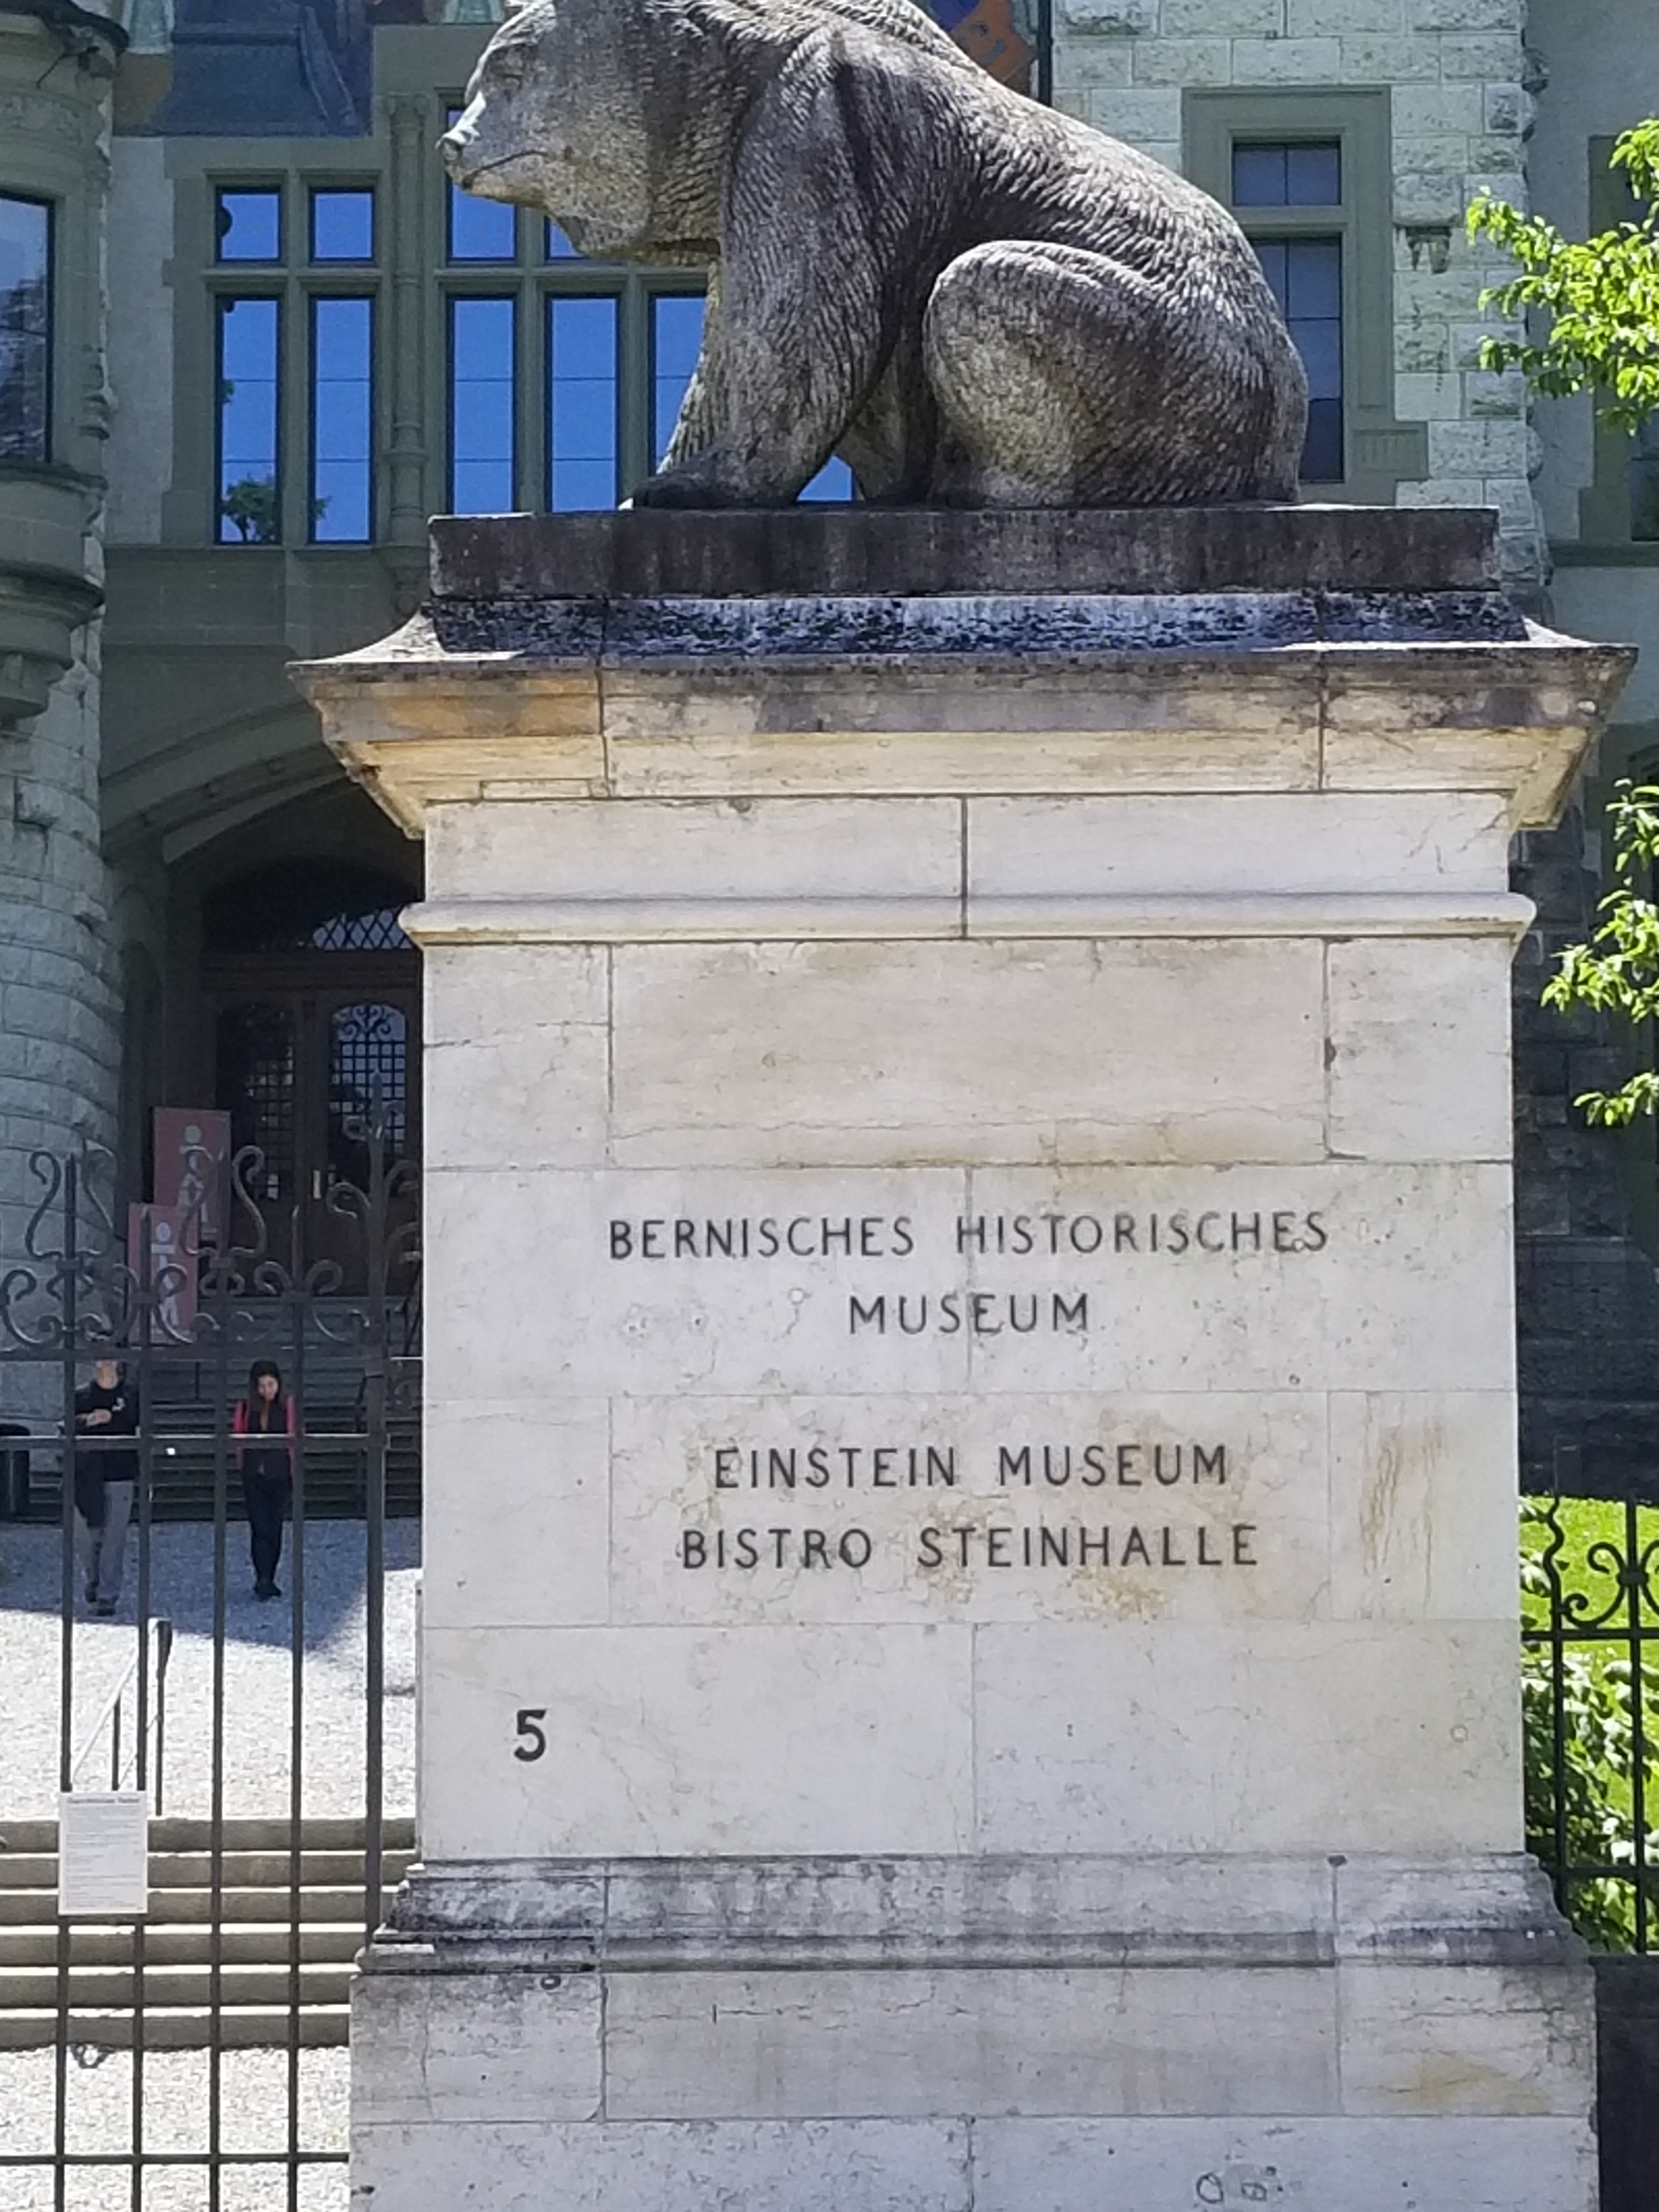 BERNISCHES HISTORISCHES
MUSEUM
EINSTEIN MUSEUM
BISTRO STEINHALLE
5